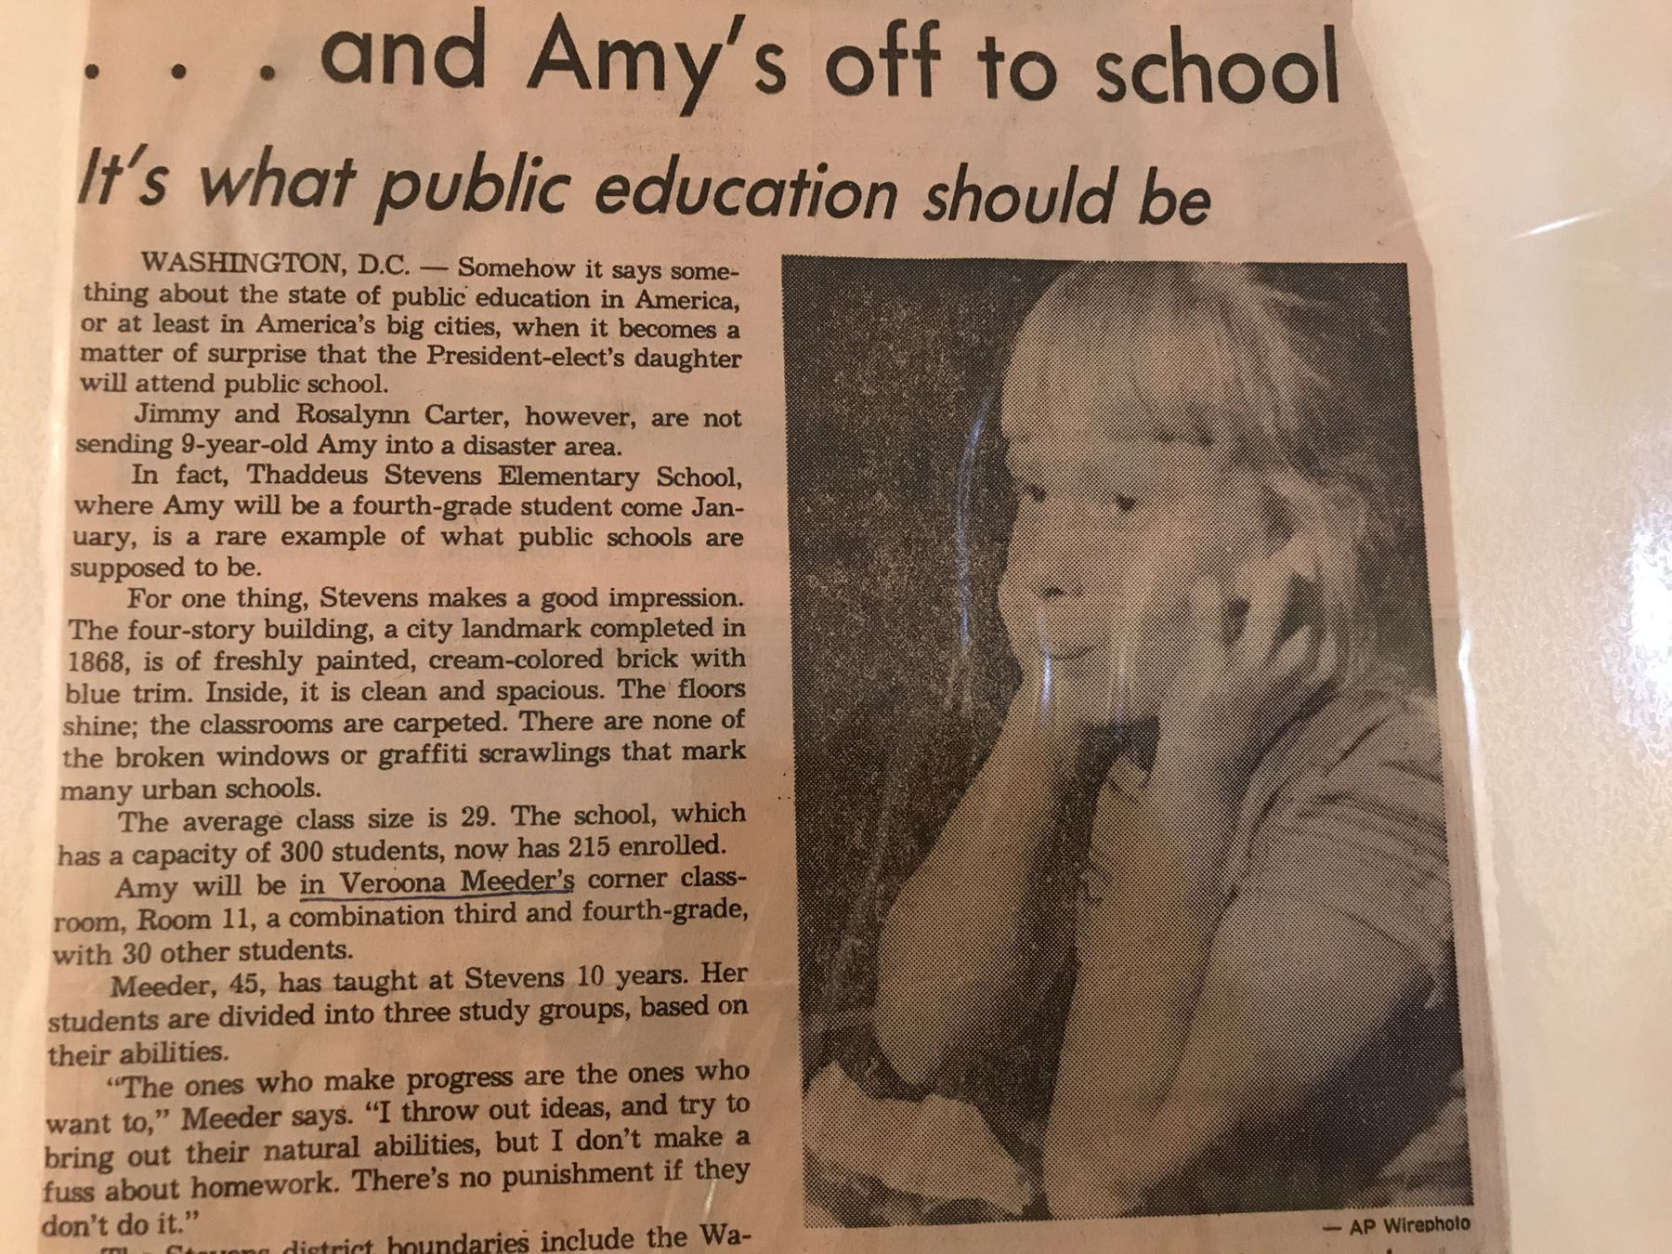 . . . and Amy's off to school
It's what public education should be
WASHINGTON, D.C. — Somehow it says some-
thing about the state of public education in America,
or at least in America's big cities, when it becomes a
matter of surprise that the President-elect's daughter
will attend public school.
Jimmy and Rosalynn Carter, however, are not
sending 9-year-old Amy into a disaster area.
In fact, Thaddeus Stevens Elementary School,
where Amy will be a fourth-grade student come Jan-
uary, is a rare example of what public schools are
supposed to be.
For one thing, Stevens makes a good impression.
The four-story building, a city landmark completed in
1868, is of freshly painted, cream-colored brick with
blue trim. Inside, it is clean and spacious. The floors
shine; the classrooms are carpeted. There are none of
the broken windows or graffiti scrawlings that mark
many urban schools.
The average class size is 29. The school, which
has a capacity of 300 students, now has 215 enrolled.
Amy will be in Veroona Meeder's corner class-
room, Room 11, a combination third and fourth-grade,
with 30 other students.
Meeder, 45, has taught at Stevens 10 years. Her
students are divided into three study groups, based on
their abilities.
"The ones who make progress are the ones who
want to," Meeder says. "I throw out ideas, and try to
bring out their natural abilities, but I don't make a
fuss about homework. There's no punishment if they
don't do it."
The Stevens district boundaries include the Wa-
— AP Wirephoto